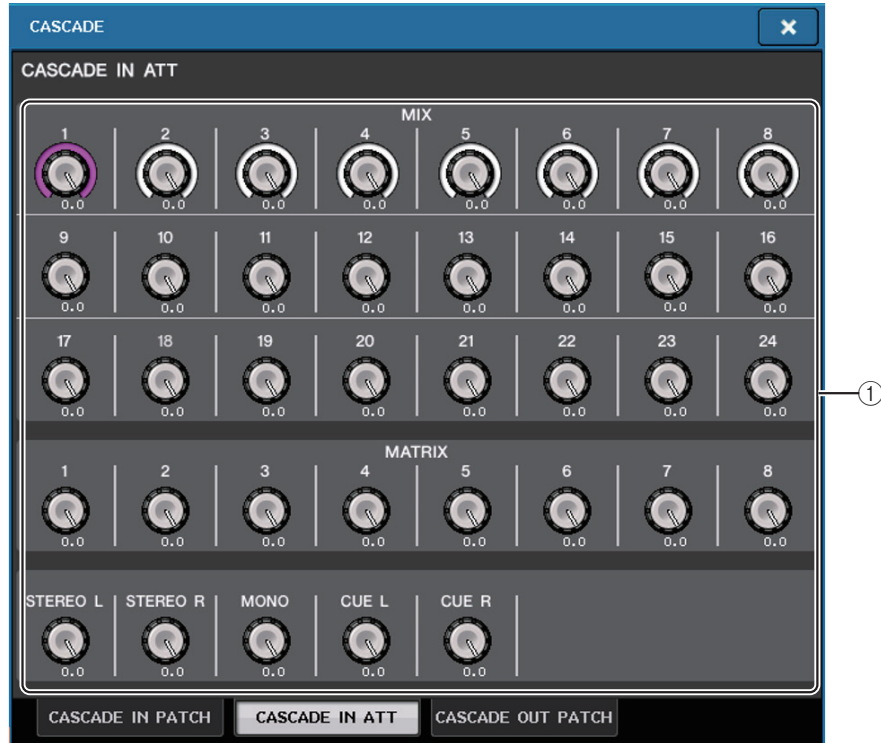 CASCADE
CASCADE IN ATT
MIX
1 2 3 4 5 6 7 8
0.0 0.0 0.0 0.0 0.0 0.0 0.0 0.0
9 10 11 12 13 14 15 16
0.0 0.0 0.0 0.0 0.0 0.0 0.0 0.0
17 18 19 20 21 22 23 24
0.0 0.0 0.0 0.0 0.0 0.0 0.0 0.0
①
MATRIX
1 2 3 4 5 6 7 8
0.0 0.0 0.0 0.0 0.0 0.0 0.0 0.0
STEREO L STEREO R MONO CUE L CUE R
0.0 0.0 0.0 0.0 0.0
CASCADE IN PATCH CASCADE IN ATT CASCADE OUT PATCH